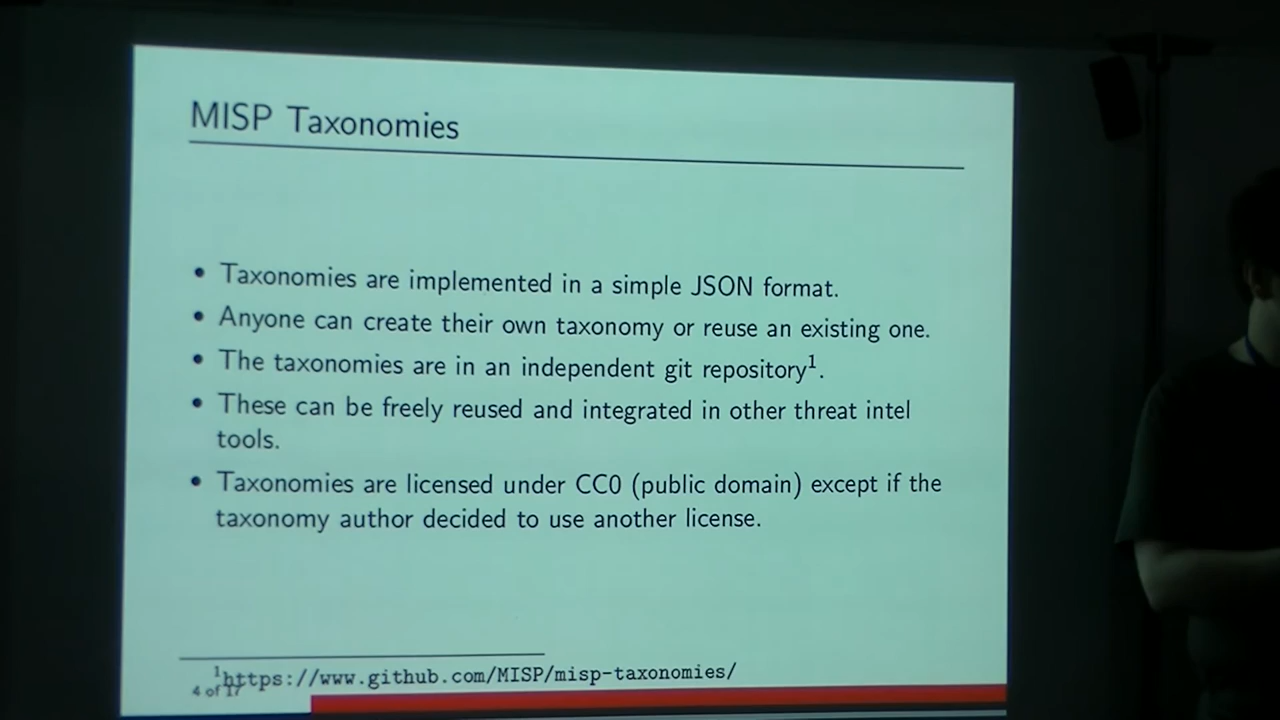 MISP Taxonomies
• Taxonomies are implemented in a simple JSON format.
• Anyone can create their own taxonomy or reuse an existing one.
• The taxonomies are in an independent git repository¹.
• These can be freely reused and integrated in other threat intel
tools.
• Taxonomies are licensed under CC0 (public domain) except if the
taxonomy author decided to use another license.
¹https://www.github.com/MISP/misp-taxonomies/
4 of 17